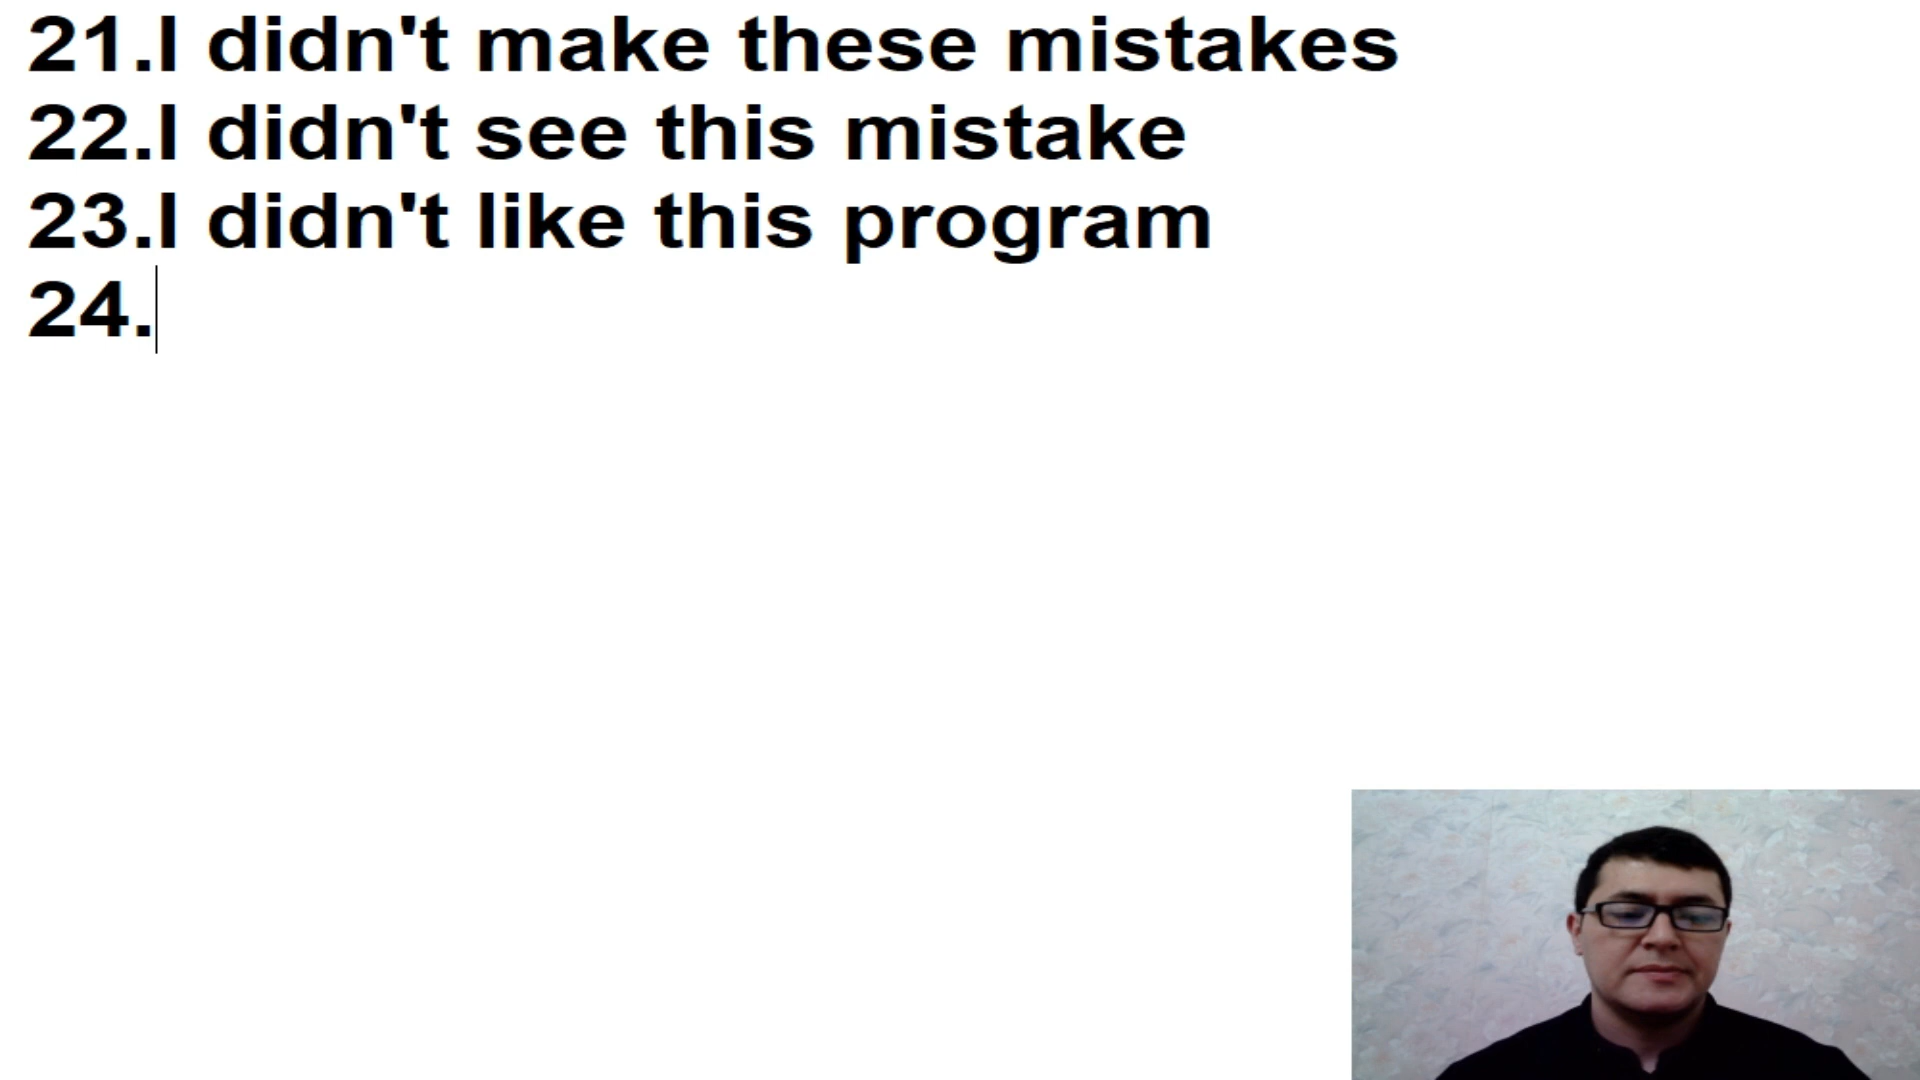 21.I didn't make these mistakes
22.I didn't see this mistake
23.I didn't like this program
24.